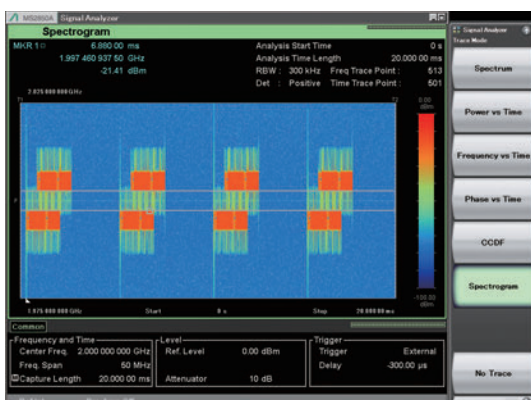 MS2850A Signal Analyzer
Spectrogram
MKR 1 6.880 00 ms
1.997 460 937 50 GHz
-21.41 dBm
Analysis Start Time 0 s
Analysis Time Length 20.000 00 ms
RBW : 300 kHz Freq Trace Point : 513
Det : Positive Time Trace Point : 501
2.025 000 000 GHz
T1 T2
0.00
dBm
F
-100.00
dBm
1.975 000 000 GHz Start 0 s Stop 20.000 00 ms
Common
Frequency and Time
Center Freq. 2.000 000 000 GHz
Freq. Span 50 MHz
Capture Length 20.000 00 ms
Level
Ref. Level 0.00 dBm
Attenuator 10 dB
Trigger
Trigger External
Delay -300.00 µs
Signal Analyzer
Trace Mode
Spectrum
Power vs Time
Frequency vs Time
Phase vs Time
CCDF
Spectrogram
No Trace